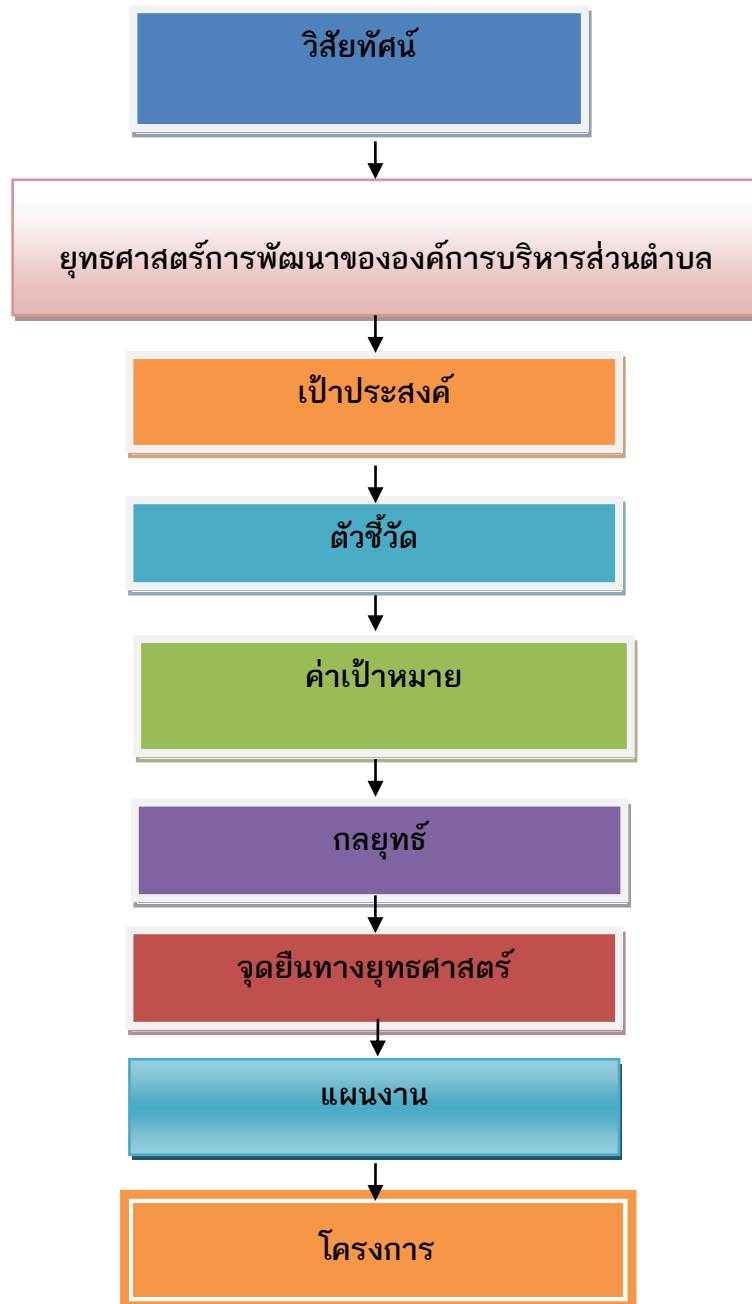 วิสัยทัศน์
ยุทธศาสตร์การพัฒนาขององค์การบริหารส่วนตำบล
เป้าประสงค์
ตัวชี้วัด
ค่าเป้าหมาย
กลยุทธ์
จุดยืนทางยุทธศาสตร์
แผนงาน
โครงการ